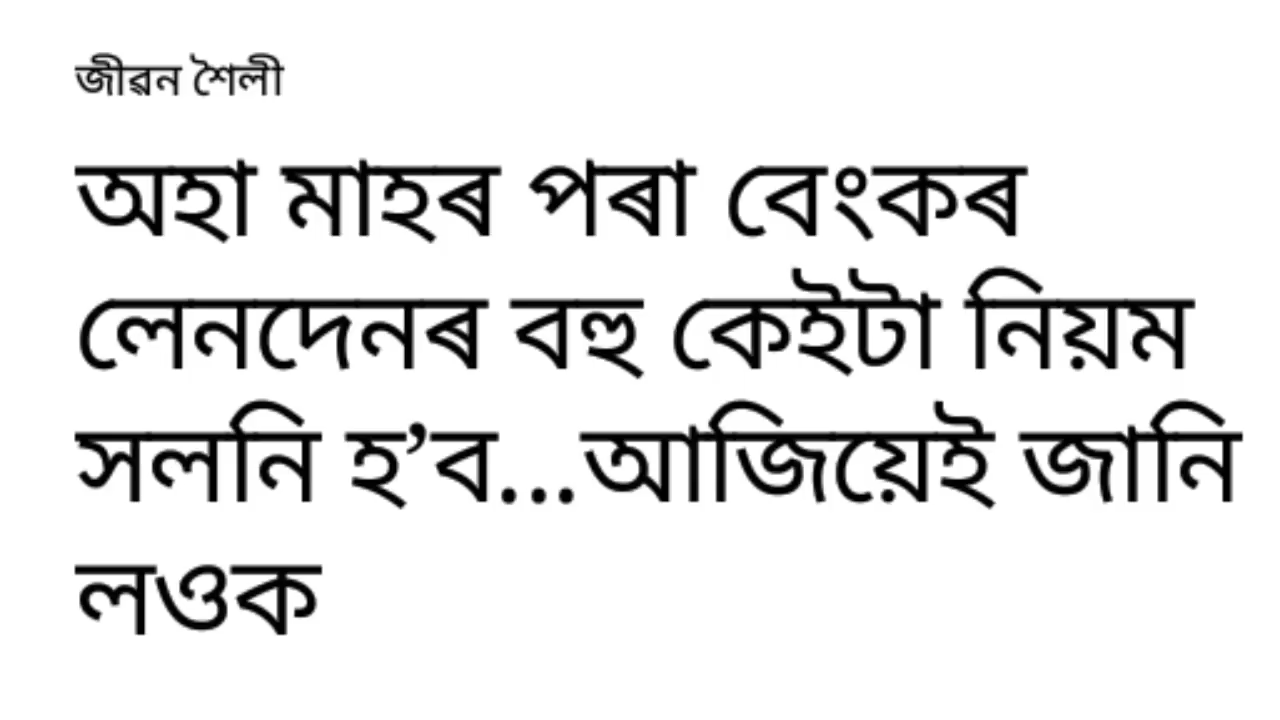 জীৱন শৈলী
অহা মাহৰ পৰা বেংকৰ
লেনদেনৰ বহু কেইটা নিয়ম
সলনি হ’ব...আজিয়েই জানি
লওক